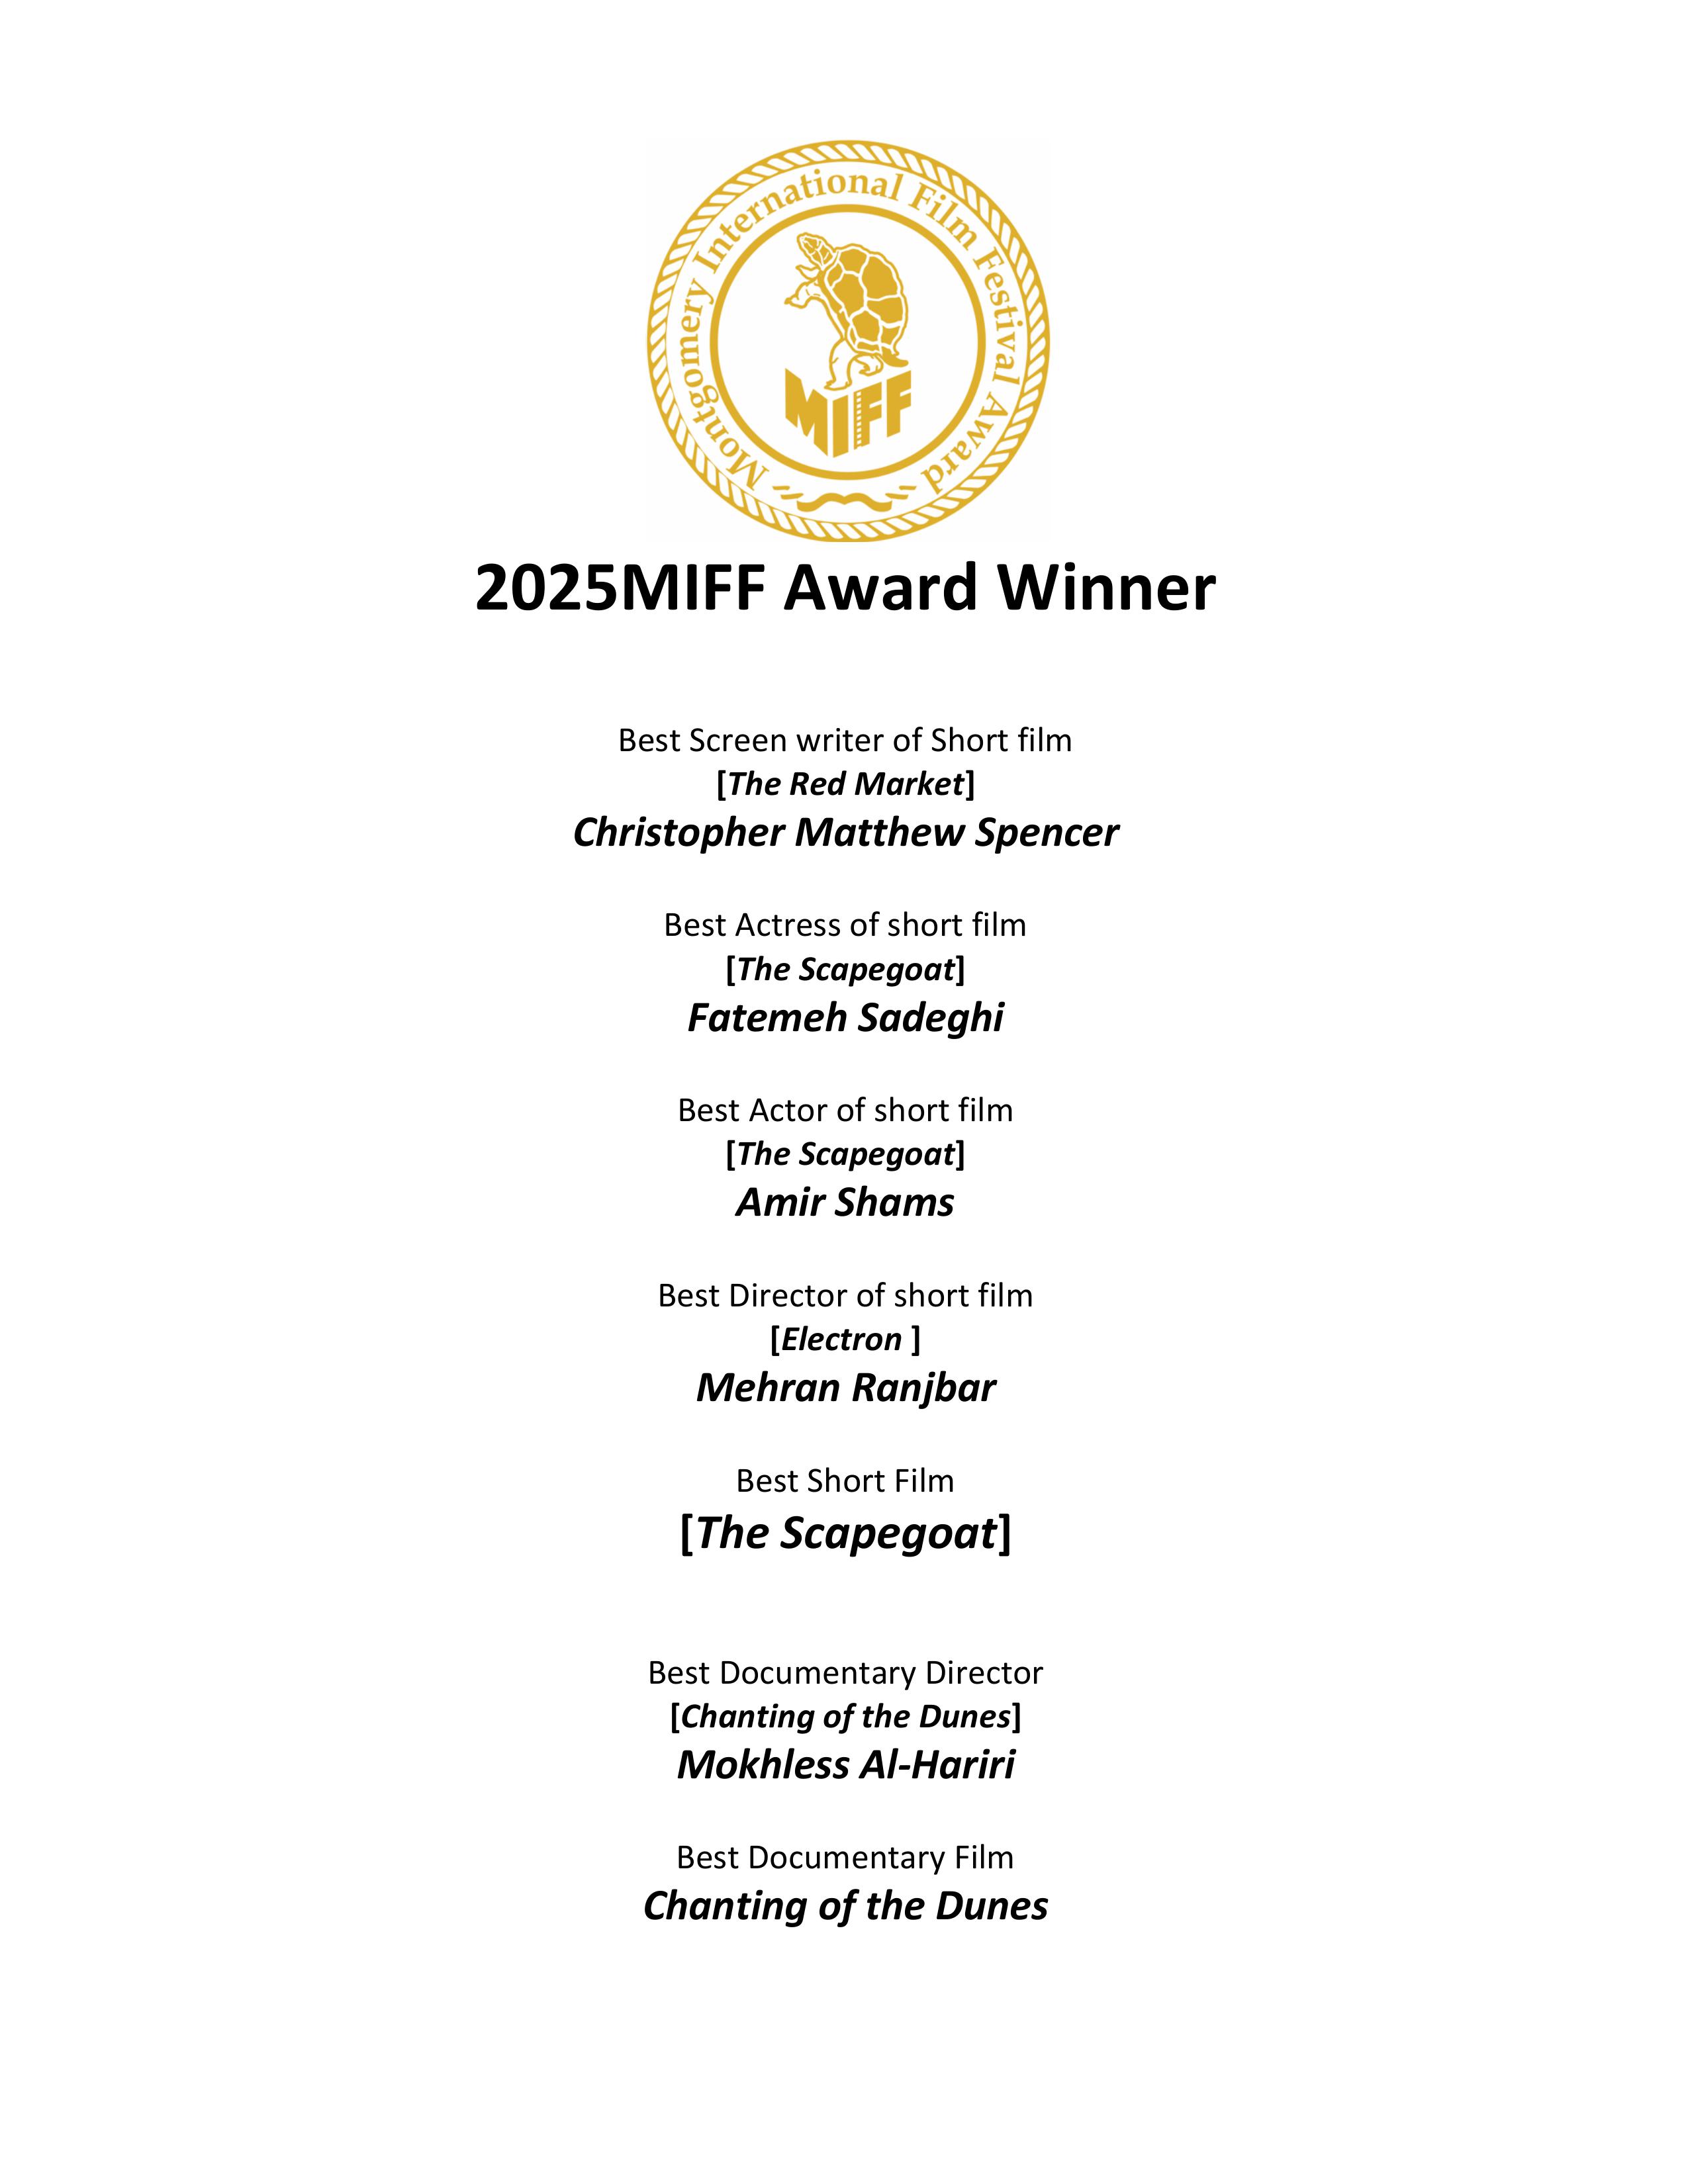 Montgomery International Film Festival Award
MIFF
2025MIFF Award Winner
Best Screen writer of Short film
[The Red Market]
Christopher Matthew Spencer
Best Actress of short film
[The Scapegoat]
Fatemeh Sadeghi
Best Actor of short film
[The Scapegoat]
Amir Shams
Best Director of short film
[Electron ]
Mehran Ranjbar
Best Short Film
[The Scapegoat]
Best Documentary Director
[Chanting of the Dunes]
Mokhless Al-Hariri
Best Documentary Film
Chanting of the Dunes